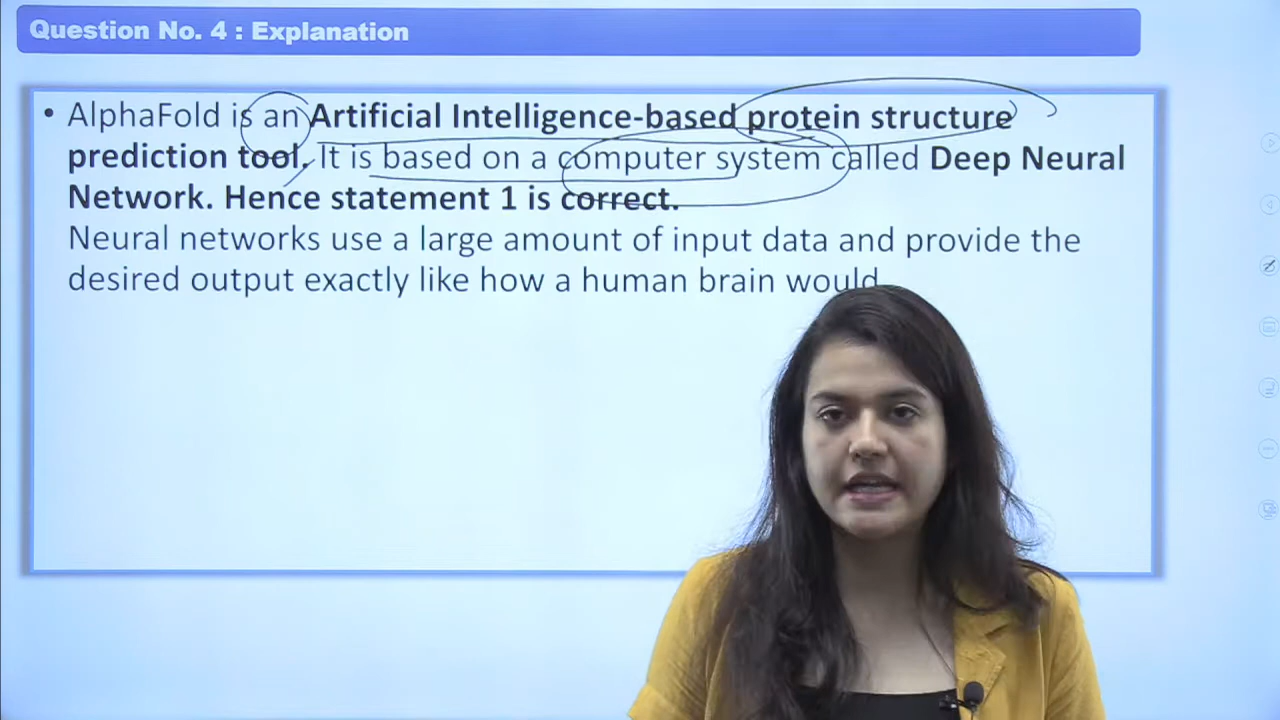 Question No. 4 : Explanation
• AlphaFold is an Artificial Intelligence-based protein structure
prediction tool. It is based on a computer system called Deep Neural
Network. Hence statement 1 is correct.
Neural networks use a large amount of input data and provide the
desired output exactly like how a human brain would